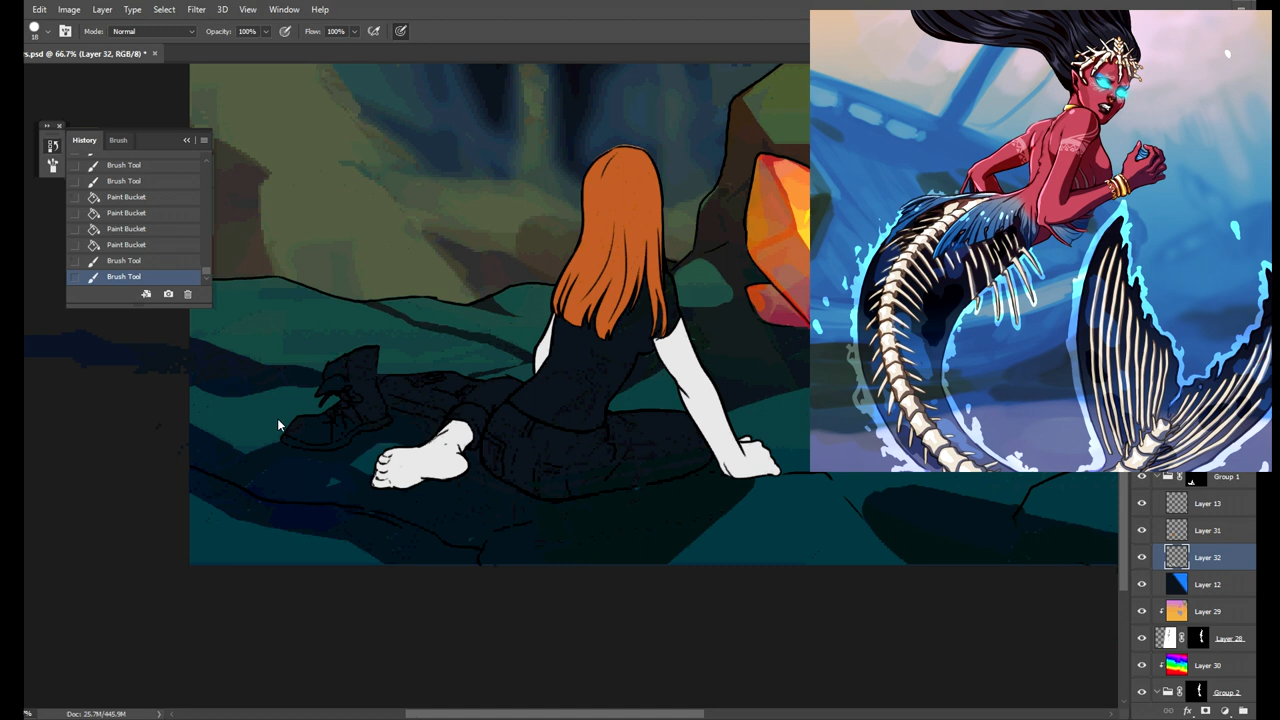 Edit Image Layer Type Select Filter 3D View Window Help
18 Mode: Normal Opacity: 100% Flow: 100%
s.psd @ 66.7% (Layer 32, RGB/8) * ×
History Brush
Brush Tool
Brush Tool
Paint Bucket
Paint Bucket
Paint Bucket
Paint Bucket
Brush Tool
Brush Tool
Group 1
Layer 13
Layer 31
Layer 32
Layer 12
Layer 29
Layer 28
Layer 30
Group 2
fx
% Doc: 25.7M/445.9M